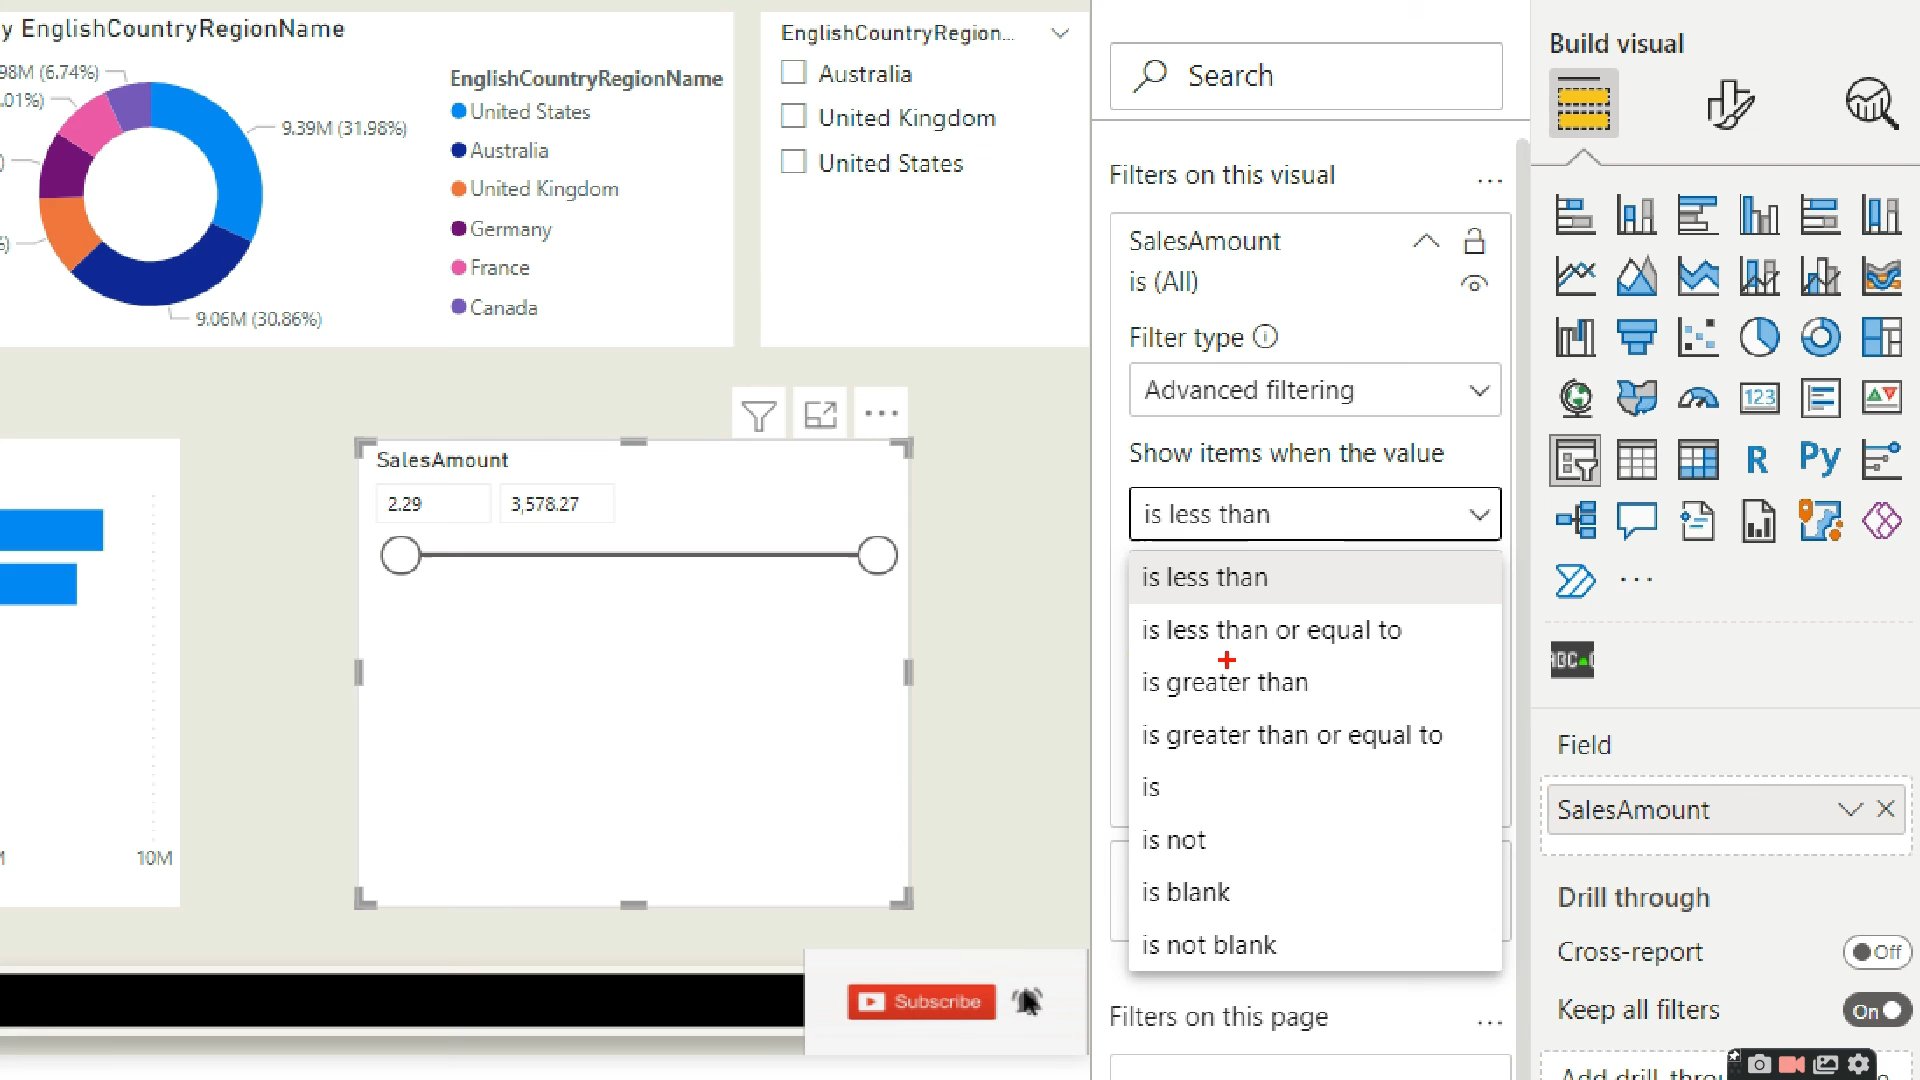 y EnglishCountryRegionName
98M (6.74%)
.01%)
9.39M (31.98%)
9.06M (30.86%)
EnglishCountryRegionName
United States
Australia
United Kingdom
Germany
France
Canada
EnglishCountryRegion...
Australia
United Kingdom
United States
SalesAmount
2.29
3,578.27
10M
Subscribe
Search
Filters on this visual
SalesAmount
is (All)
Filter type
Advanced filtering
Show items when the value
is less than
is less than
is less than or equal to
is greater than
is greater than or equal to
is
is not
is blank
is not blank
Filters on this page
Build visual
123
R
Py
Field
SalesAmount
Drill through
Cross-report
Off
Keep all filters
On